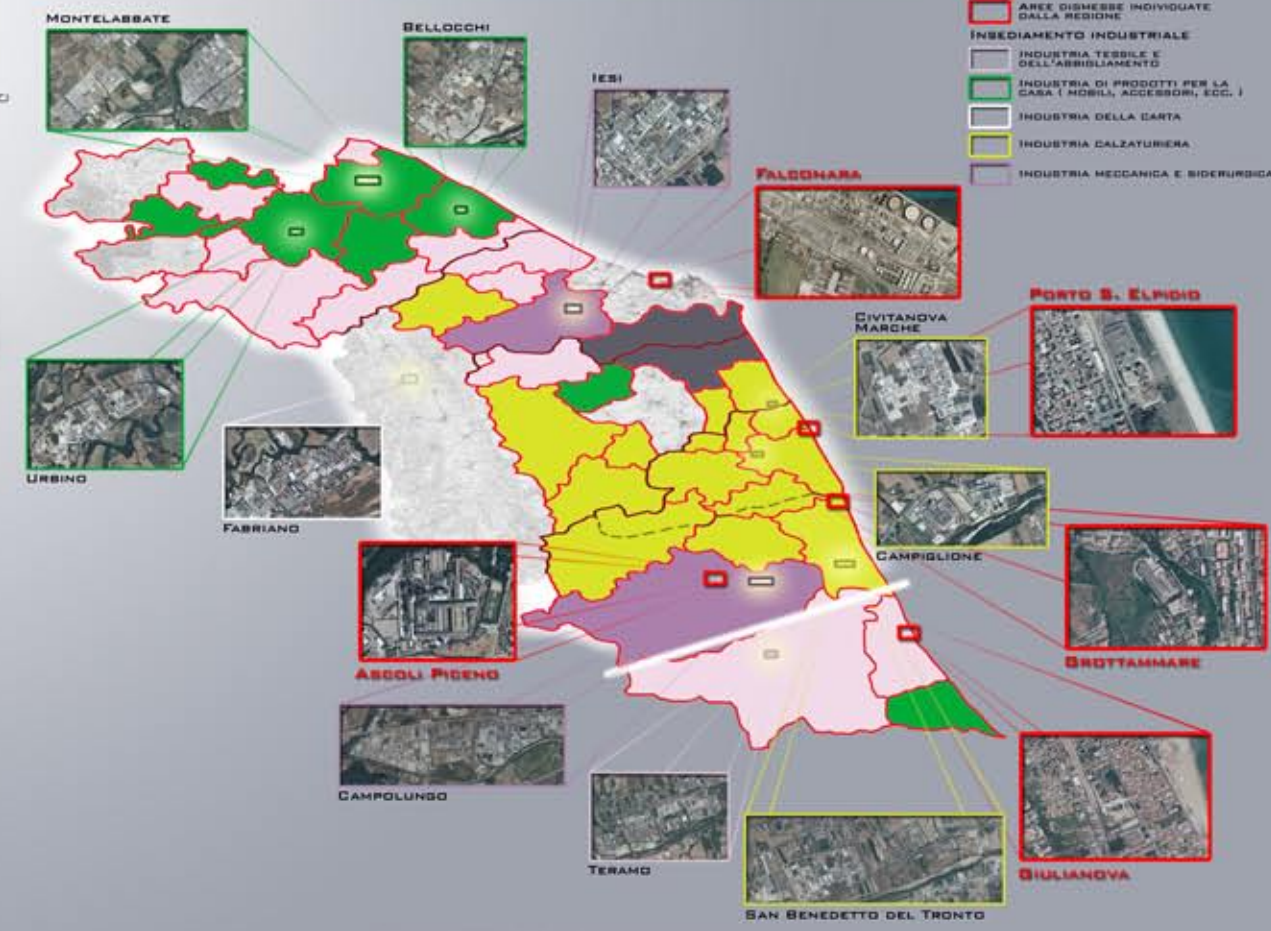 MONTELABBATE
BELLOCCHI
IESI
AREE DISMESSE INDIVIDUATE
DALLA REGIONE
INSEDIAMENTO INDUSTRIALE
INDUSTRIA TESSILE E
DELL'ABBIGLIAMENTO
INDUSTRIA DI PRODOTTI PER LA
CASA ( MOBILI, ACCESSORI, ECC. )
INDUSTRIA DELLA CARTA
INDUSTRIA CALZATURIERA
INDUSTRIA MECCANICA E SIDERURGICA
FALCONARA
PORTO S. ELPIDIO
CIVITANOVA
MARCHE
URBINO
FABRIANO
CAMPIGLIONE
GROTTAMMARE
ASCOLI PICENO
CAMPOLUNGO
TERAMO
GIULIANOVA
SAN BENEDETTO DEL TRONTO